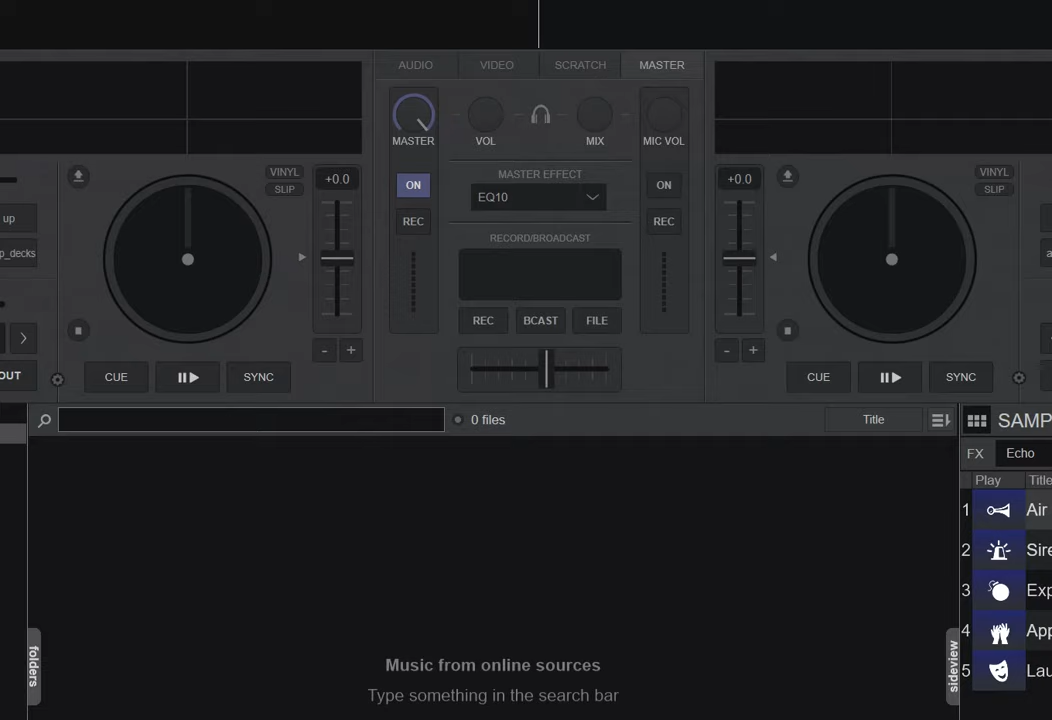 AUDIO VIDEO SCRATCH MASTER
MASTER VOL MIX MIC VOL
VINYL +0.0 MASTER EFFECT +0.0 VINYL
SLIP ON EQ10 ON SLIP
up
REC REC
RECORD/BROADCAST
p_decks
REC BCAST FILE
- + - +
OUT CUE SYNC CUE SYNC
0 files Title SAMP
FX Echo
Play Title
1 Air
2 Sire
3 Exp
4 App
5 Lau
folders
sideview
Music from online sources
Type something in the search bar